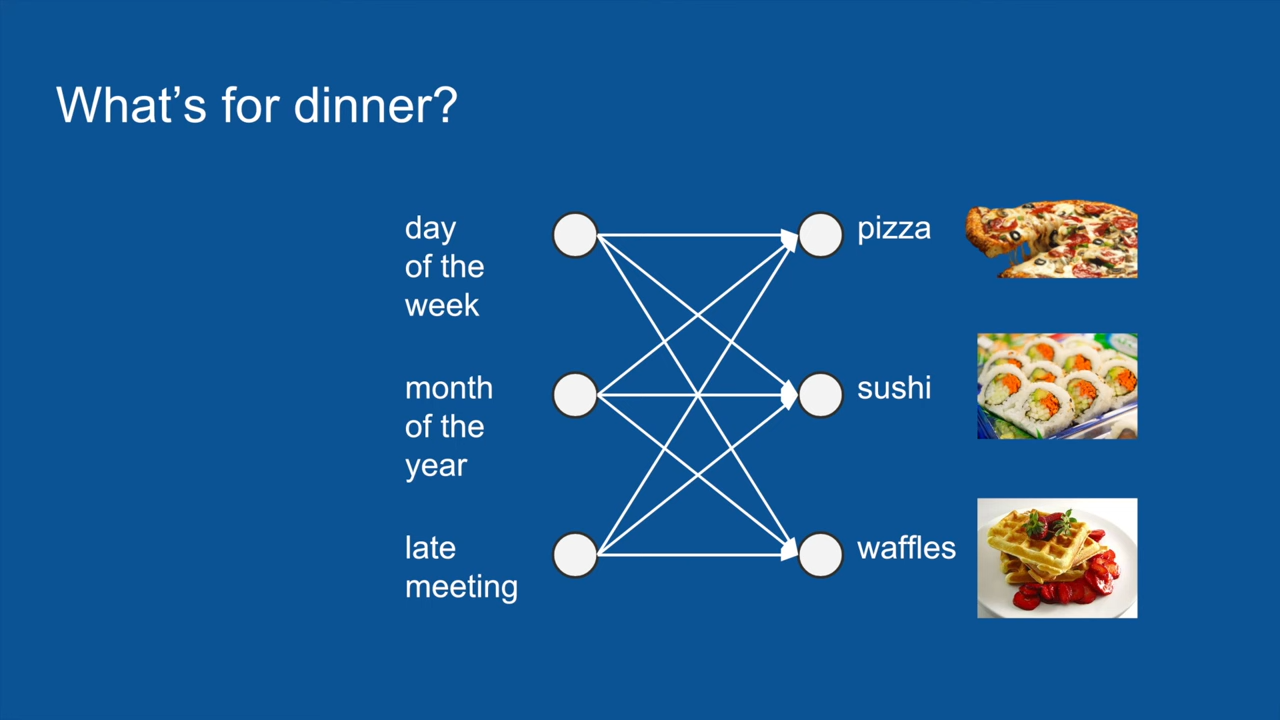 What’s for dinner?
day
of the
week
pizza
month
of the
year
sushi
late
meeting
waffles